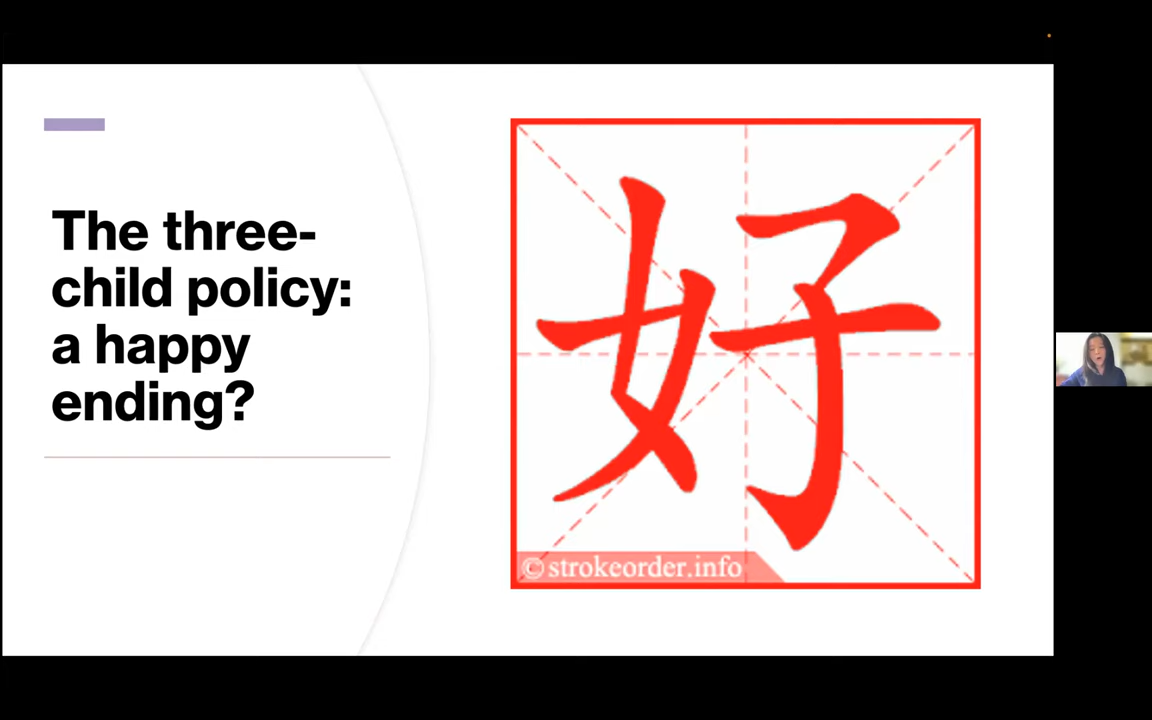 The three-
child policy:
a happy
ending?
好
© strokeorder.info